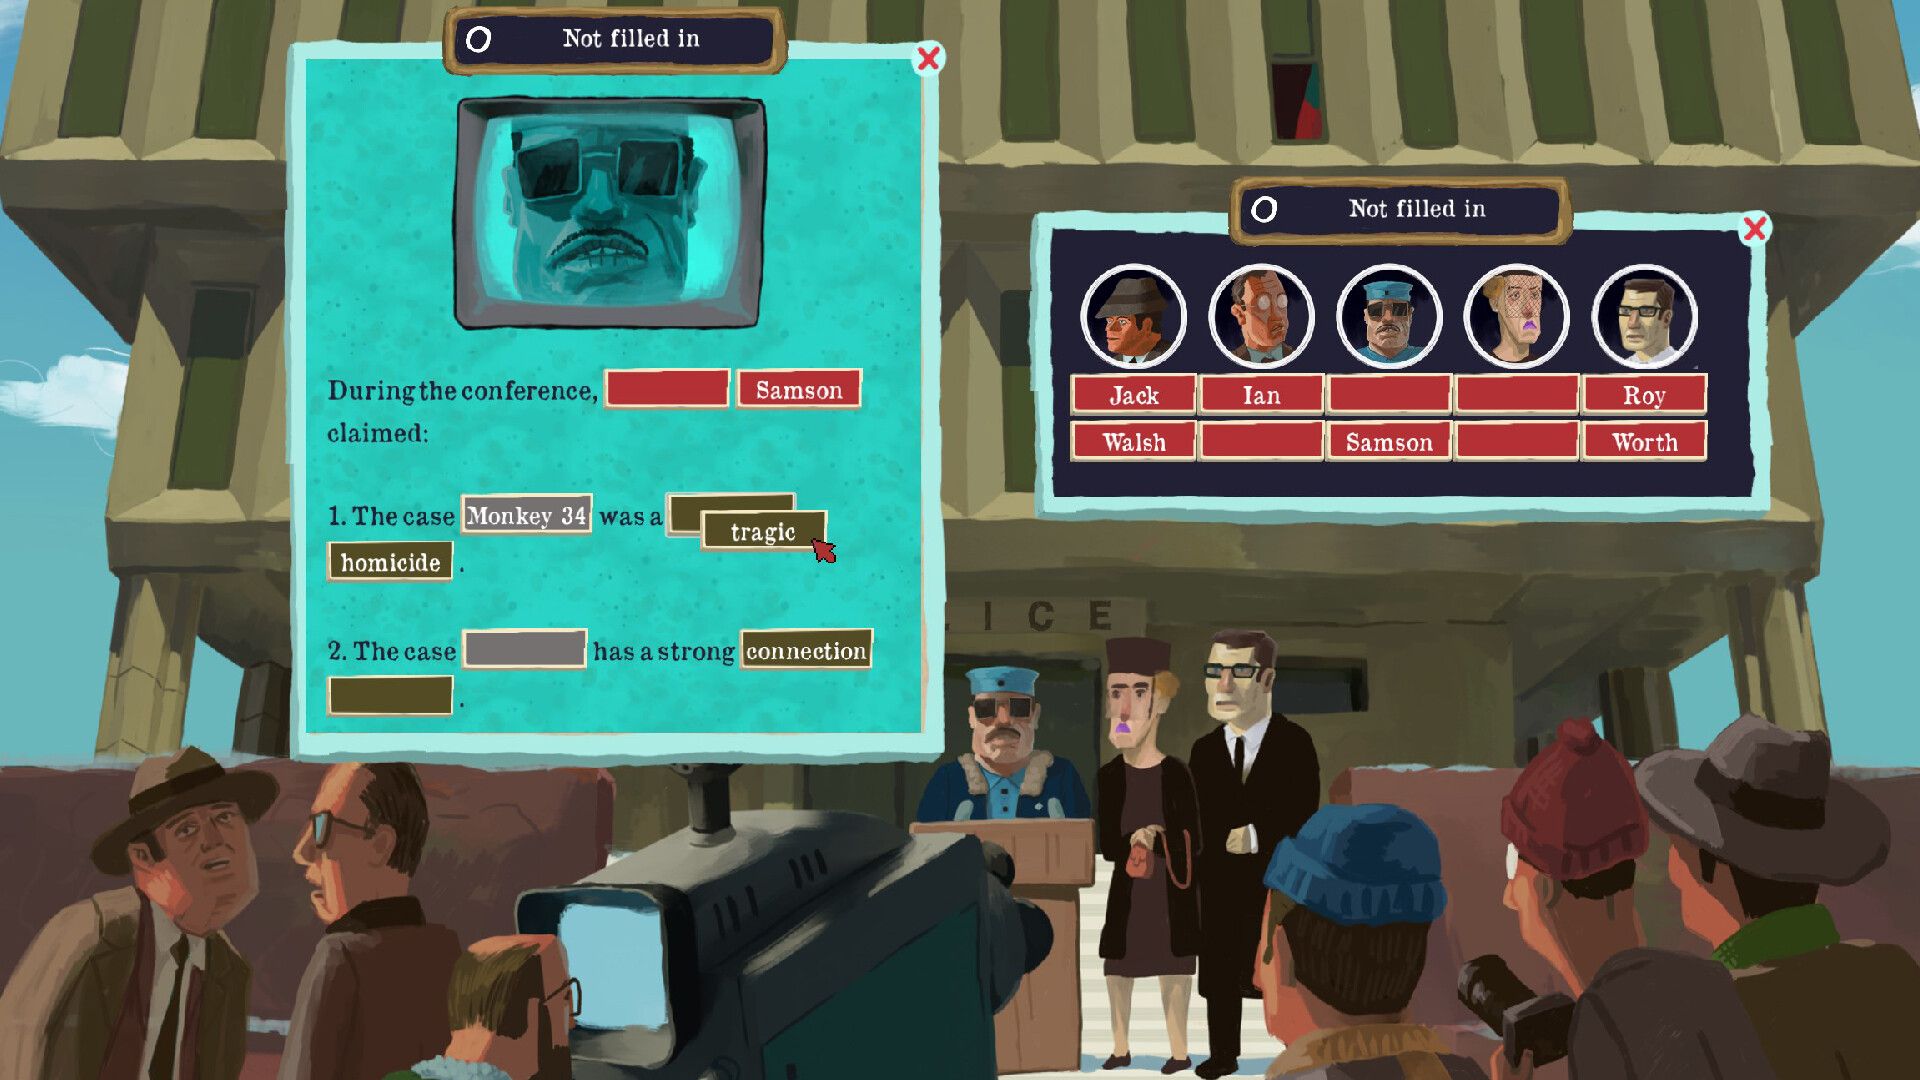 Not filled in
During the conference, Samson
claimed:
1. The case Monkey 34 was a tragic
homicide .
2. The case has a strong connection
.
Not filled in
Jack Ian Roy
Walsh Samson Worth
ICE